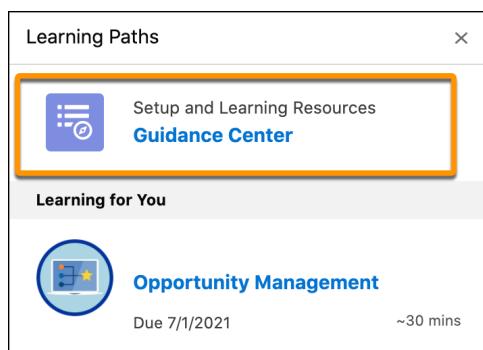 Learning Paths
Setup and Learning Resources
Guidance Center
Learning for You
Opportunity Management
Due 7/1/2021 ~30 mins